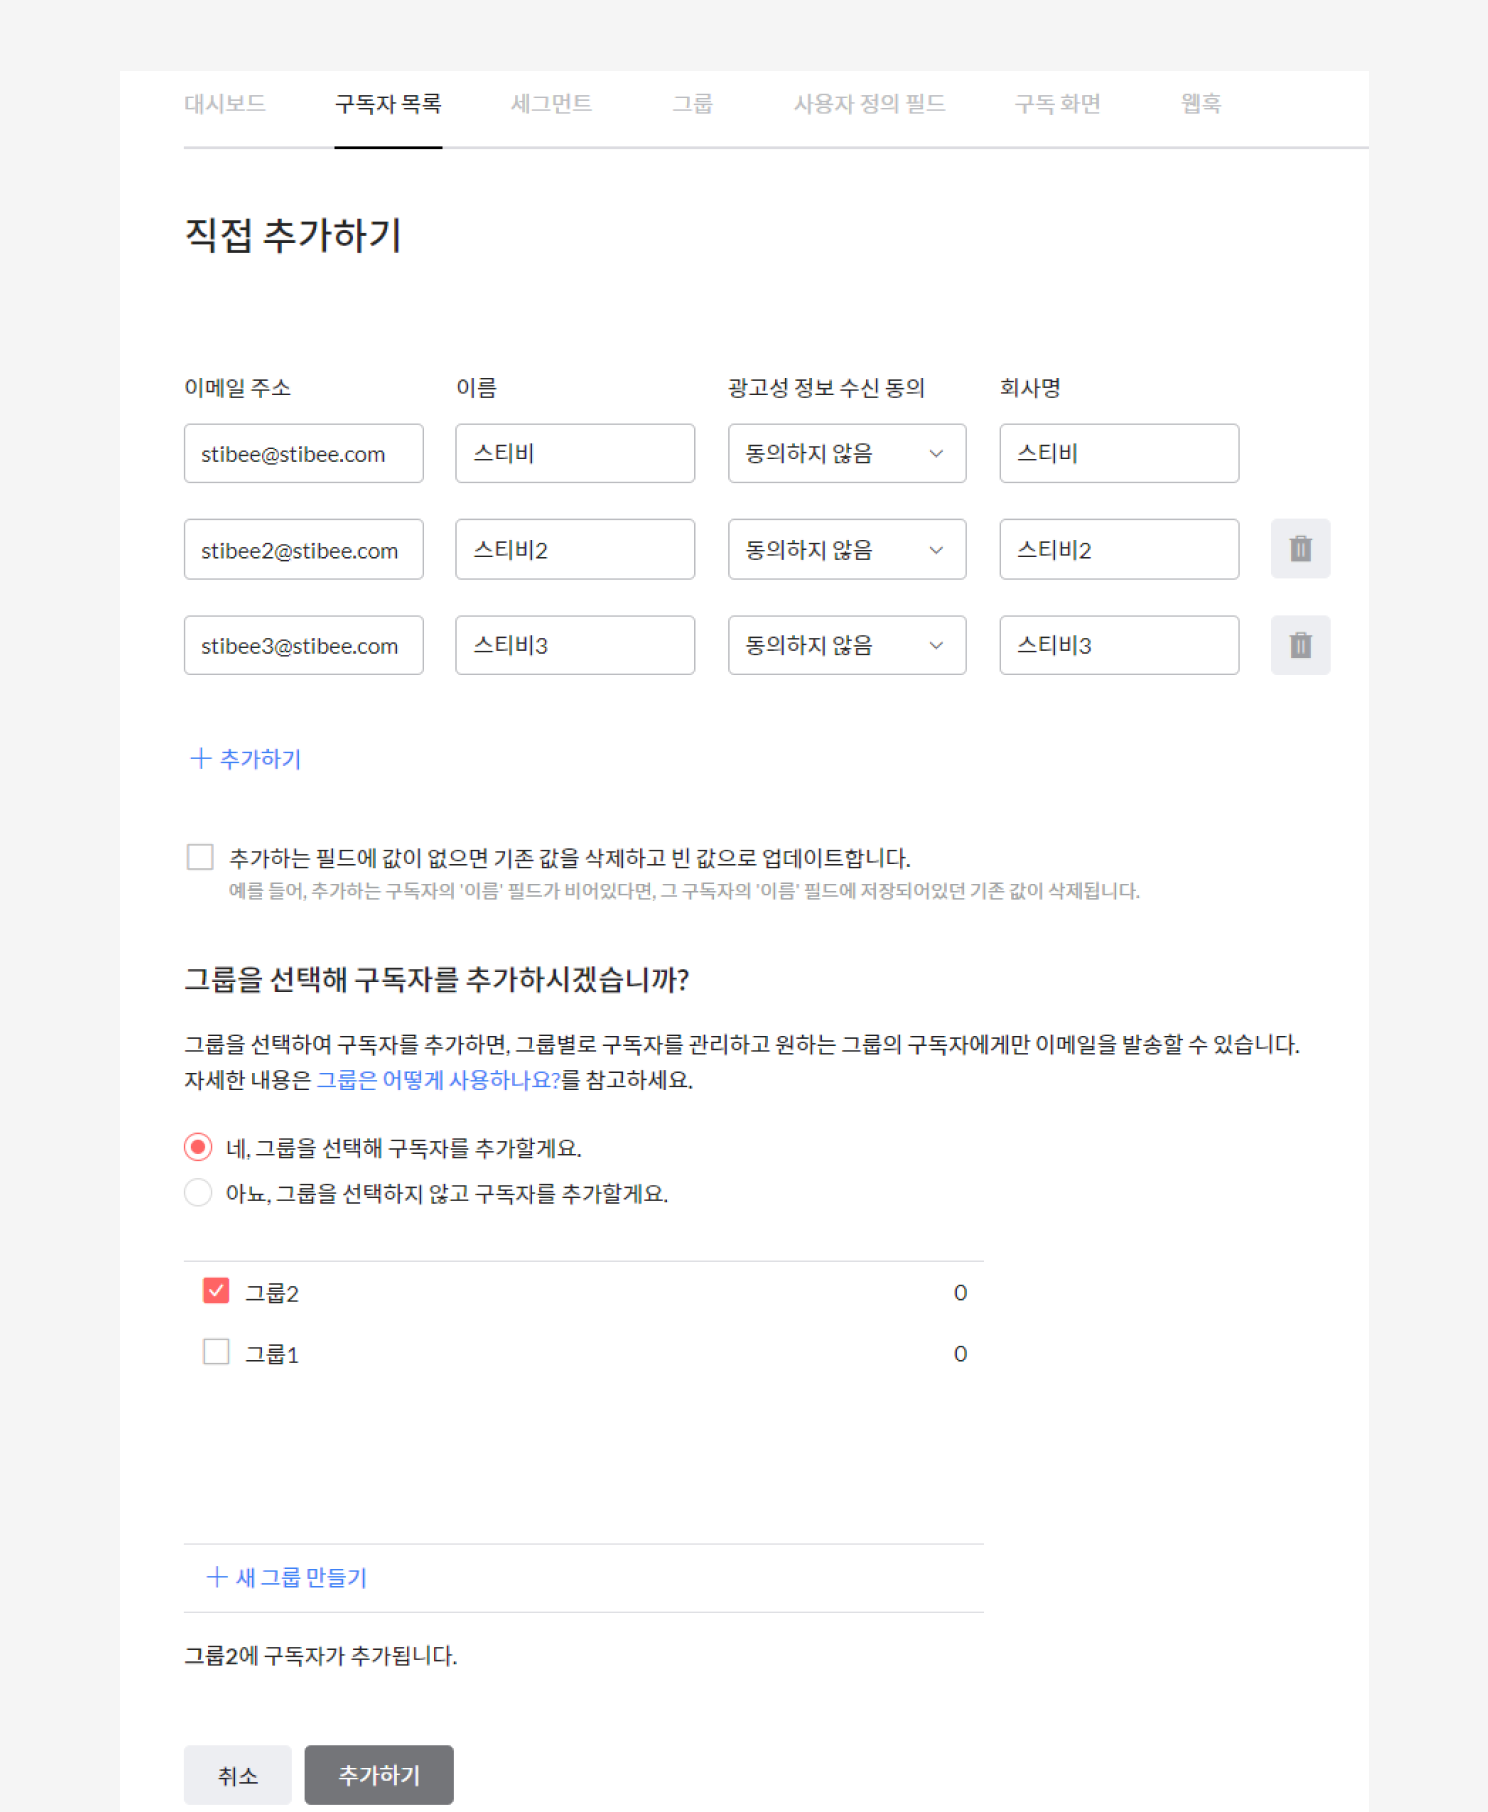 대시보드 구독자 목록 세그먼트 그룹 사용자 정의 필드 구독 화면 웹훅
직접 추가하기
이메일 주소 이름 광고성 정보 수신 동의 회사명
stibee@stibee.com 스티비 동의하지 않음 스티비
stibee2@stibee.com 스티비2 동의하지 않음 스티비2
stibee3@stibee.com 스티비3 동의하지 않음 스티비3
+ 추가하기
추가하는 필드에 값이 없으면 기존 값을 삭제하고 빈 값으로 업데이트합니다.
예를 들어, 추가하는 구독자의 '이름' 필드가 비어있다면, 그 구독자의 '이름' 필드에 저장되어있던 기존 값이 삭제됩니다.
그룹을 선택해 구독자를 추가하시겠습니까?
그룹을 선택하여 구독자를 추가하면, 그룹별로 구독자를 관리하고 원하는 그룹의 구독자에게만 이메일을 발송할 수 있습니다.
자세한 내용은 그룹은 어떻게 사용하나요?를 참고하세요.
네, 그룹을 선택해 구독자를 추가할게요.
아뇨, 그룹을 선택하지 않고 구독자를 추가할게요.
그룹2 0
그룹1 0
+ 새 그룹 만들기
그룹2에 구독자가 추가됩니다.
취소 추가하기